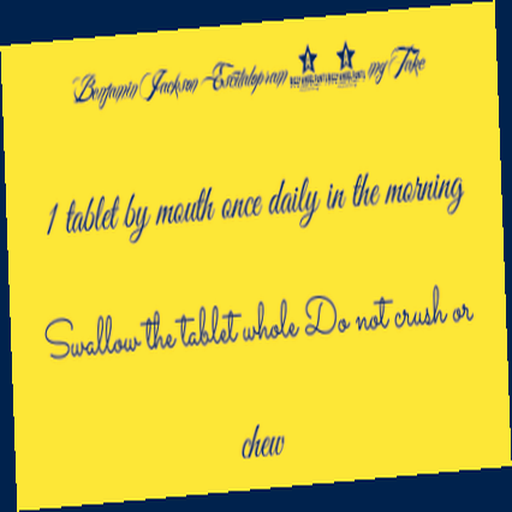 Benjamin Jackson Escitalopram mg Take
1 tablet by mouth once daily in the morning
Swallow the tablet whole Do not crush or
chew